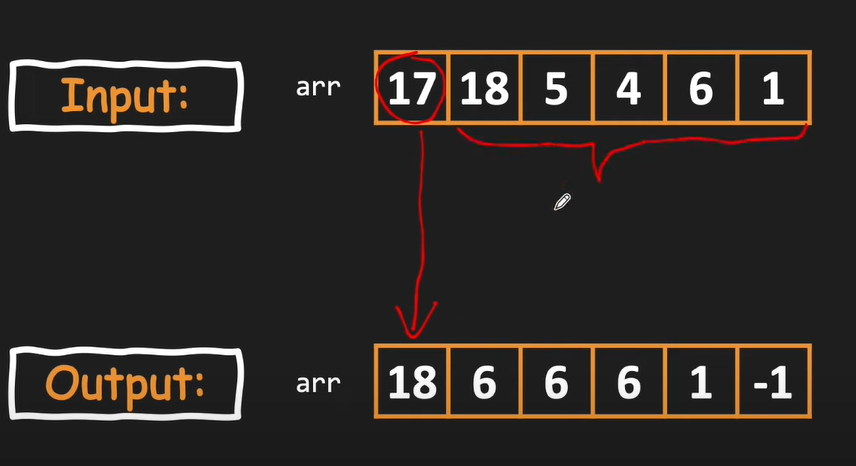 Input: arr 17 18 5 4 6 1
Output: arr 18 6 6 6 1 -1